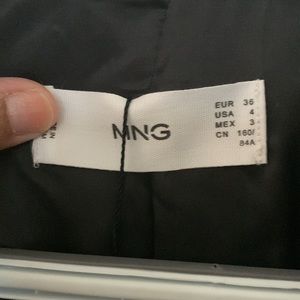 MNG
EUR 36
USA 4
MEX 3
CN 160/
84A